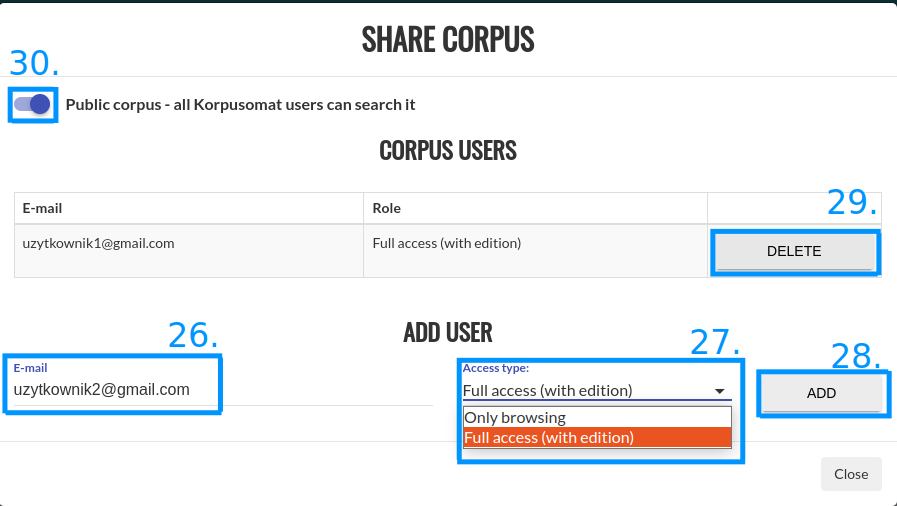 SHARE CORPUS
30.
Public corpus - all Korpusomat users can search it
CORPUS USERS
29.
E-mail Role
uzytkownik1@gmail.com Full access (with edition) DELETE
26. ADD USER 27. 28.
E-mail Access type:
uzytkownik2@gmail.com Full access (with edition) ADD
Only browsing
Full access (with edition)
Close